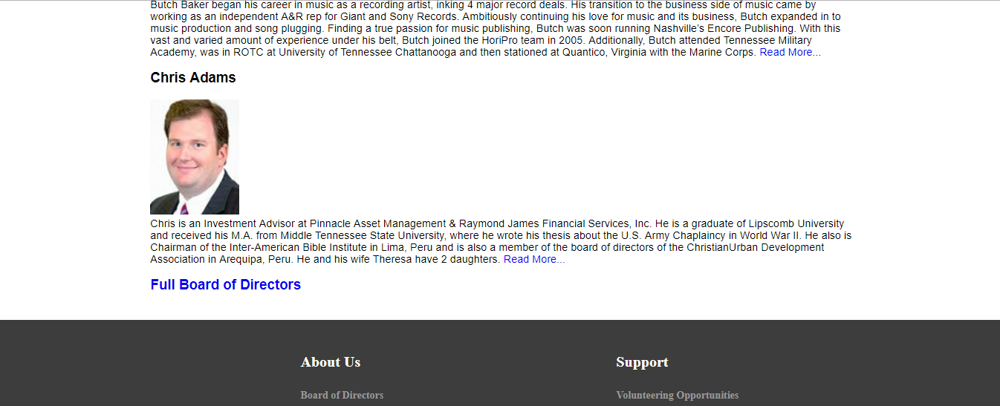 Butch Baker began his career in music as a recording artist, inking 4 major record deals. His transition to the business side of music came by
working as an independent A&R rep for Giant and Sony Records. Ambitiously continuing his love for music and its business, Butch expanded in to
music production and song plugging. Finding a true passion for music publishing, Butch was soon running Nashville’s Encore Publishing. With this
vast and varied amount of experience under his belt, Butch joined the HoriPro team in 2005. Additionally, Butch attended Tennessee Military
Academy, was in ROTC at University of Tennessee Chattanooga and then stationed at Quantico, Virginia with the Marine Corps. Read More...
Chris Adams
Chris is an Investment Advisor at Pinnacle Asset Management & Raymond James Financial Services, Inc. He is a graduate of Lipscomb University
and received his M.A. from Middle Tennessee State University, where he wrote his thesis about the U.S. Army Chaplaincy in World War II. He also is
Chairman of the Inter-American Bible Institute in Lima, Peru and is also a member of the board of directors of the ChristianUrban Development
Association in Arequipa, Peru. He and his wife Theresa have 2 daughters. Read More...
Full Board of Directors
About Us Support
Board of Directors Volunteering Opportunities